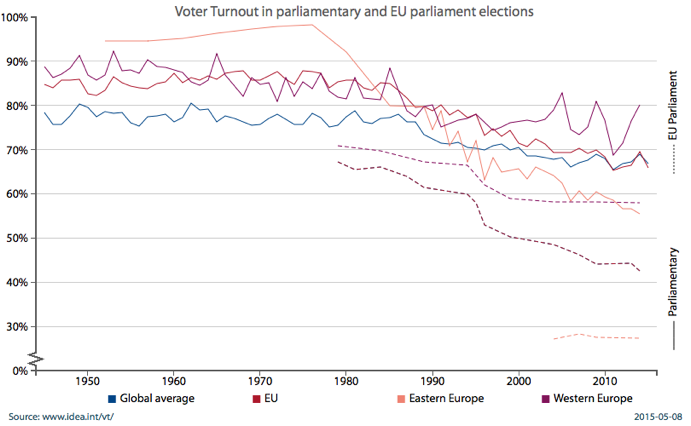 Voter Turnout in parliamentary and EU parliament elections
100%
90%
80%
70%
60%
50%
40%
30%
0%
EU Parliament
Parliamentary
1950
1960
1970
1980
1990
2000
2010
Global average
EU
Eastern Europe
Western Europe
Source: www.idea.int/vt/
2015-05-08